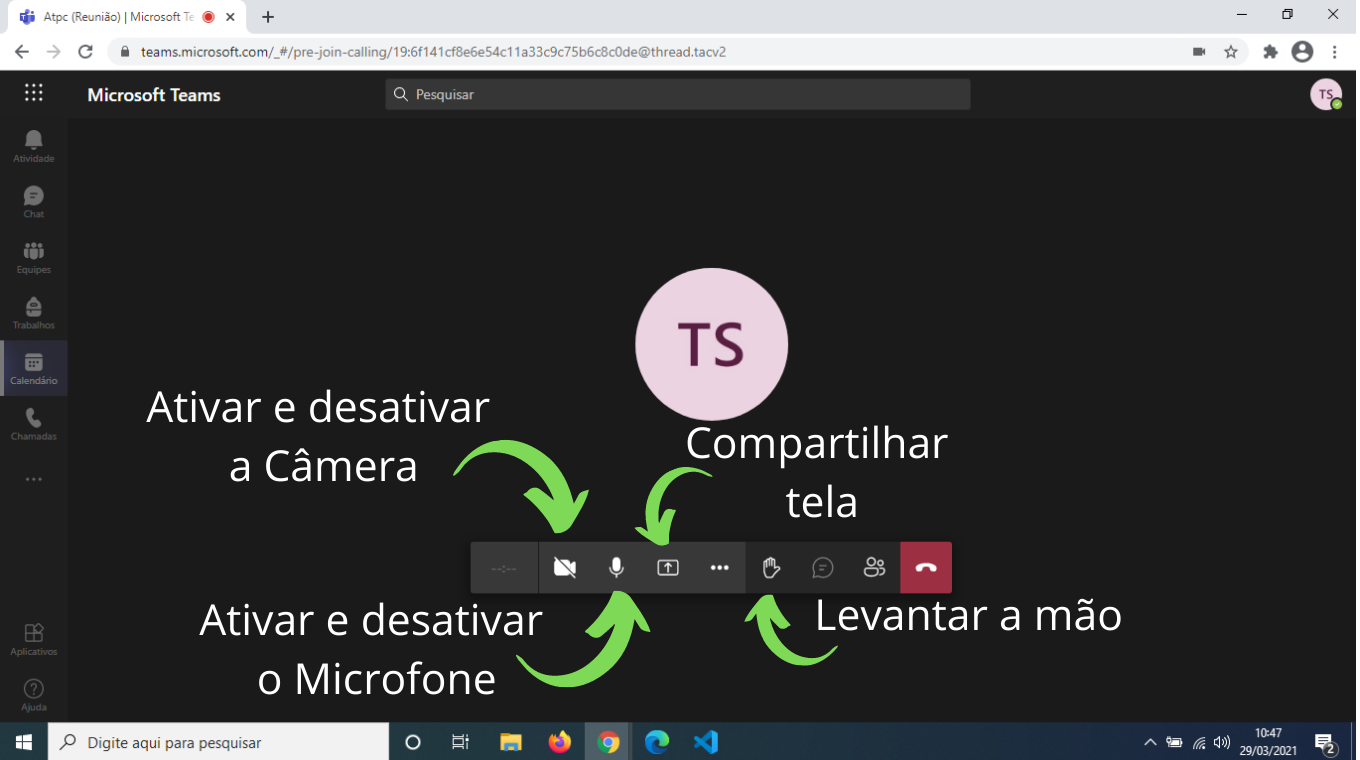 Atpc (Reunião) | Microsoft Te
teams.microsoft.com/_#/pre-join-calling/19:6f141cf8e6e54c11a33c9c75b6c8c0de@thread.tacv2
Microsoft Teams
Pesquisar
TS
Atividade
Chat
Equipes
Trabalhos
Calendário
Chamadas
Aplicativos
Ajuda
TS
Ativar e desativar
a Câmera
Compartilhar
tela
--:--
Ativar e desativar
o Microfone
Levantar a mão
Digite aqui para pesquisar
10:47
29/03/2021
2